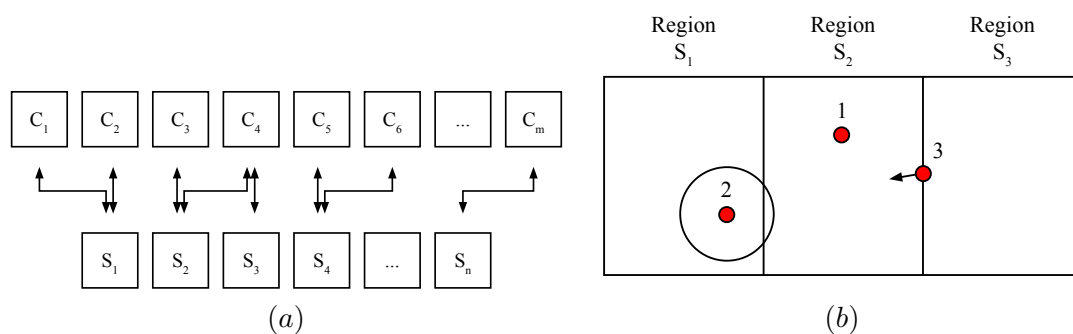 C₁ C₂ C₃ C₄ C₅ C₆ ... Cₘ
S₁ S₂ S₃ S₄ ... Sₙ
(a)
Region Region Region
S₁ S₂ S₃
1
3
2
(b)